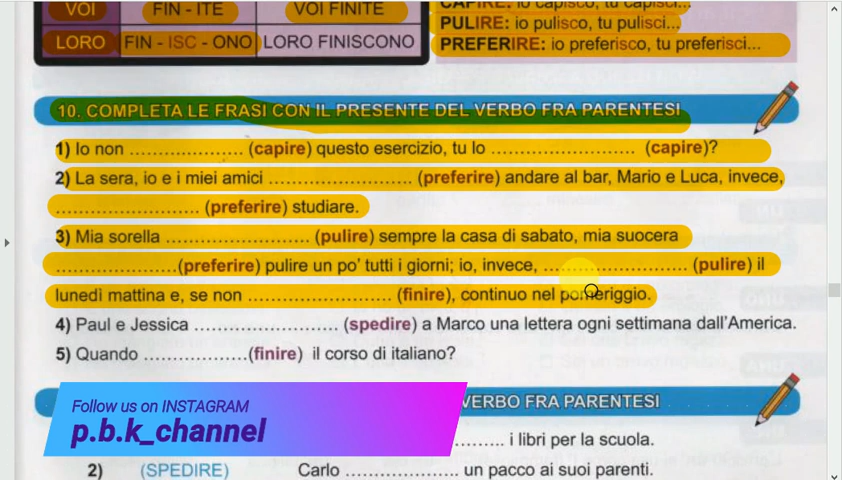 VOI FIN - ITE VOI FINITE
LORO FIN - ISC - ONO LORO FINISCONO
CAPIRE: io capisco, tu capisci...
PULIRE: io pulisco, tu pulisci...
PREFERIRE: io preferisco, tu preferisci...
10. COMPLETA LE FRASI CON IL PRESENTE DEL VERBO FRA PARENTESI
1) Io non ................... (capire) questo esercizio, tu lo ........................ (capire)?
2) La sera, io e i miei amici ........................ (preferire) andare al bar, Mario e Luca, invece,
........................ (preferire) studiare.
3) Mia sorella ........................ (pulire) sempre la casa di sabato, mia suocera
....................(preferire) pulire un po' tutti i giorni; io, invece, ........................ (pulire) il
lunedì mattina e, se non ........................ (finire), continuo nel pomeriggio.
4) Paul e Jessica ........................ (spedire) a Marco una lettera ogni settimana dall'America.
5) Quando .................(finire) il corso di italiano?
VERBO FRA PARENTESI
Follow us on INSTAGRAM
p.b.k_channel
........ i libri per la scuola.
2) (SPEDIRE) Carlo ................... un pacco ai suoi parenti.